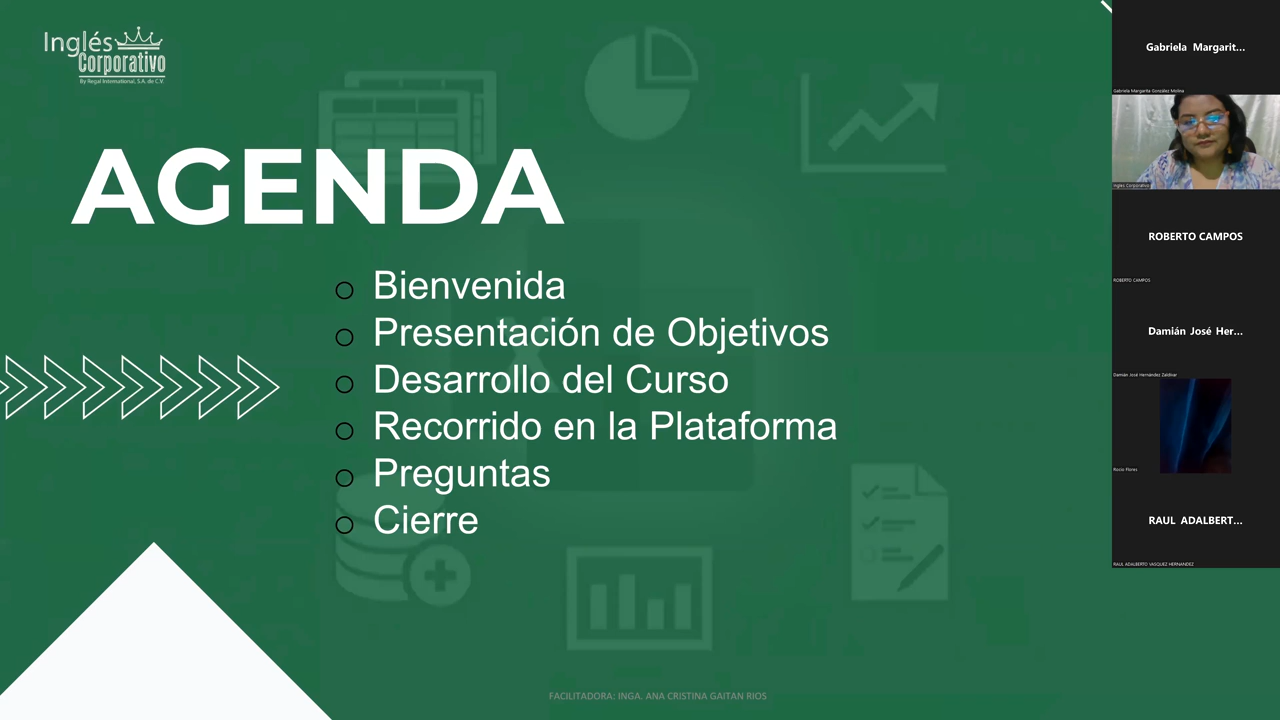 Inglés
Corporativo
By Regal International, S.A. de C.V.
AGENDA
Bienvenida
Presentación de Objetivos
Desarrollo del Curso
Recorrido en la Plataforma
Preguntas
Cierre
FACILITADORA: INGA. ANA CRISTINA GAITAN RIOS
Gabriela Margarit...
Gabriela Margarita González Molina
Inglés Corporativo
ROBERTO CAMPOS
ROBERTO CAMPOS
Damián José Her...
Damián José Hernández Zaldívar
Rocio Flores
RAUL ADALBERT...
RAUL ADALBERTO VASQUEZ HERNANDEZ